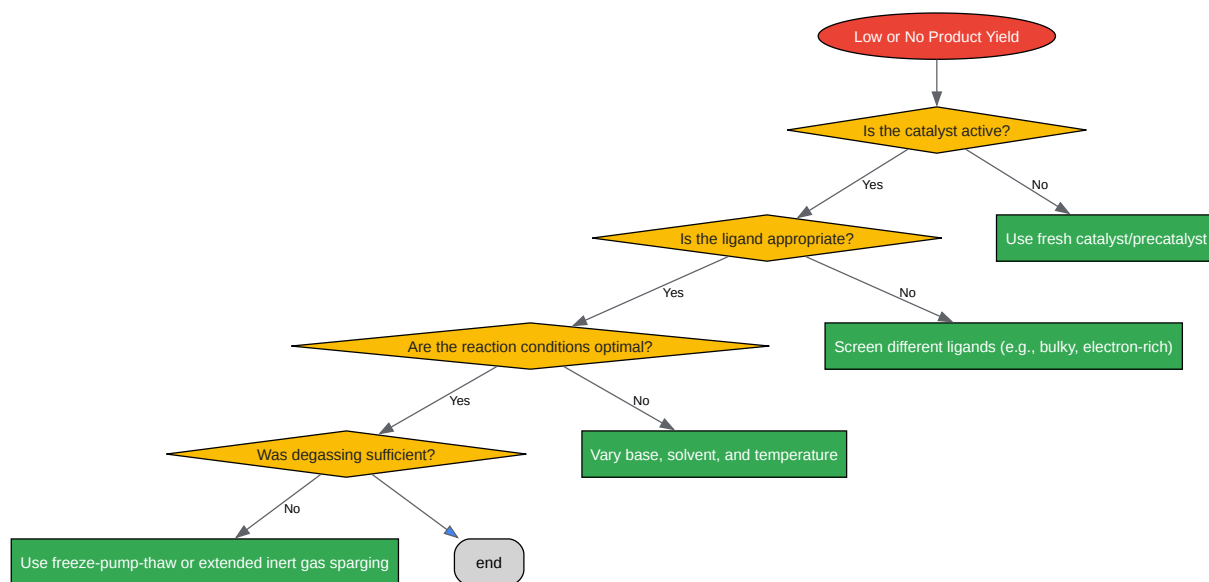 Low or No Product Yield
Is the catalyst active?
Yes
No
Is the ligand appropriate?
Use fresh catalyst/precatalyst
Yes
No
Are the reaction conditions optimal?
Screen different ligands (e.g., bulky, electron-rich)
Yes
No
Was degassing sufficient?
Vary base, solvent, and temperature
No
Use freeze-pump-thaw or extended inert gas sparging
end